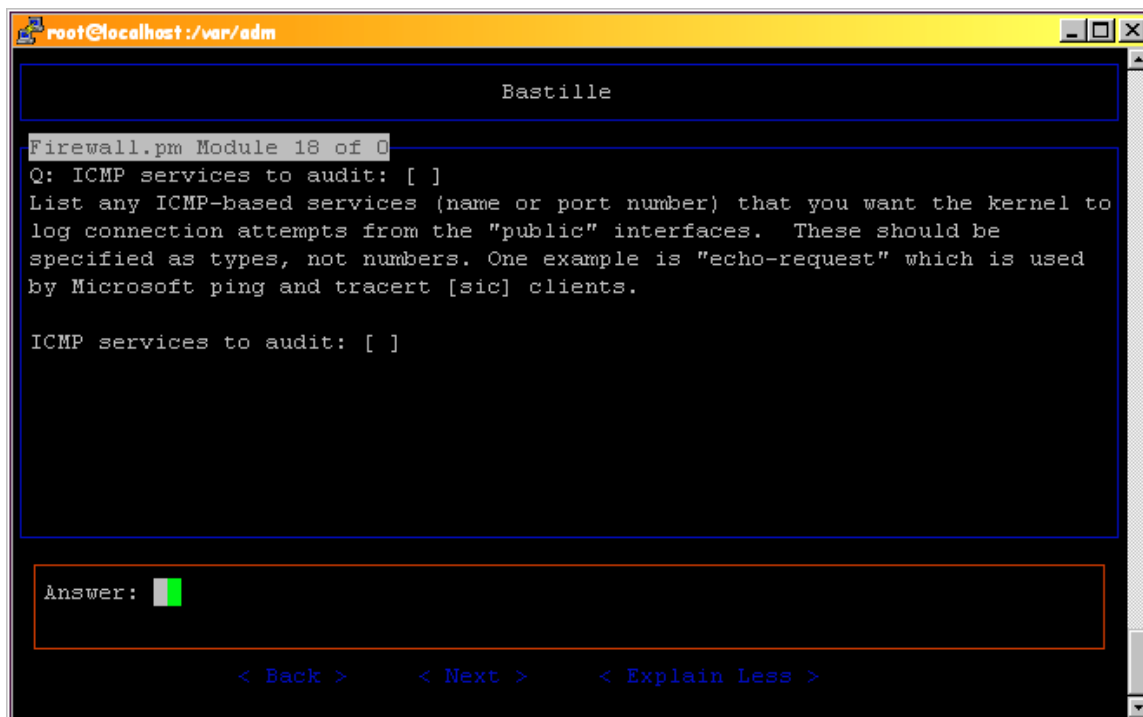 root@localhost:/var/adm
Bastille
Firewall.pm Module 18 of 0
Q: ICMP services to audit: [ ]
List any ICMP-based services (name or port number) that you want the kernel to
log connection attempts from the "public" interfaces.  These should be
specified as types, not numbers. One example is "echo-request" which is used
by Microsoft ping and tracert [sic] clients.
ICMP services to audit: [ ]
Answer:
< Back >   < Next >   < Explain Less >